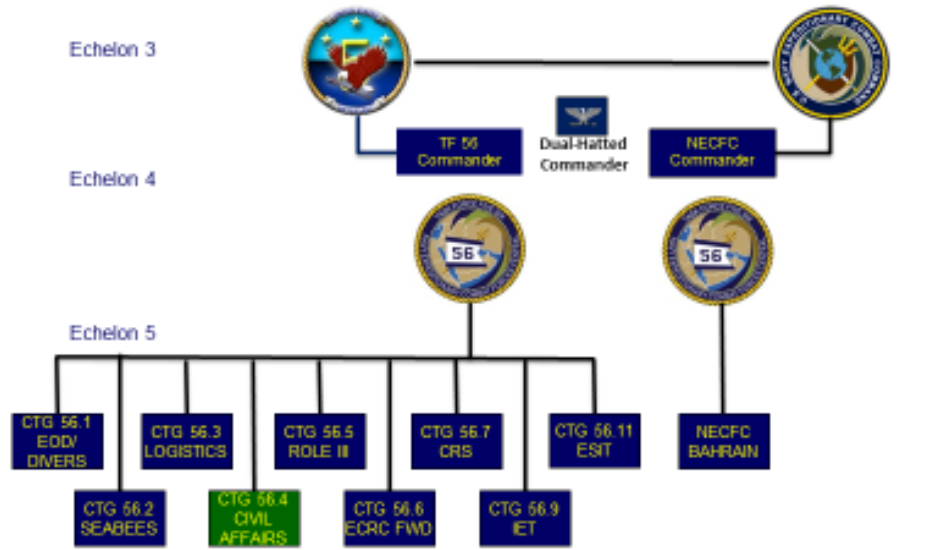 Echelon 3
TF 56
Commander
Dual-Hatted
Commander
NECFC
Commander
Echelon 4
56
56
Echelon 5
CTG 56.1
EOD/
DIVERS
CTG 56.3
LOGISTICS
CTG 56.5
ROLE III
CTG 56.7
CRS
CTG 56.11
ESIT
NECFC
BAHRAIN
CTG 56.2
SEABEES
CTG 56.4
CIVIL
AFFAIRS
CTG 56.6
ECRC FWD
CTG 56.9
IET